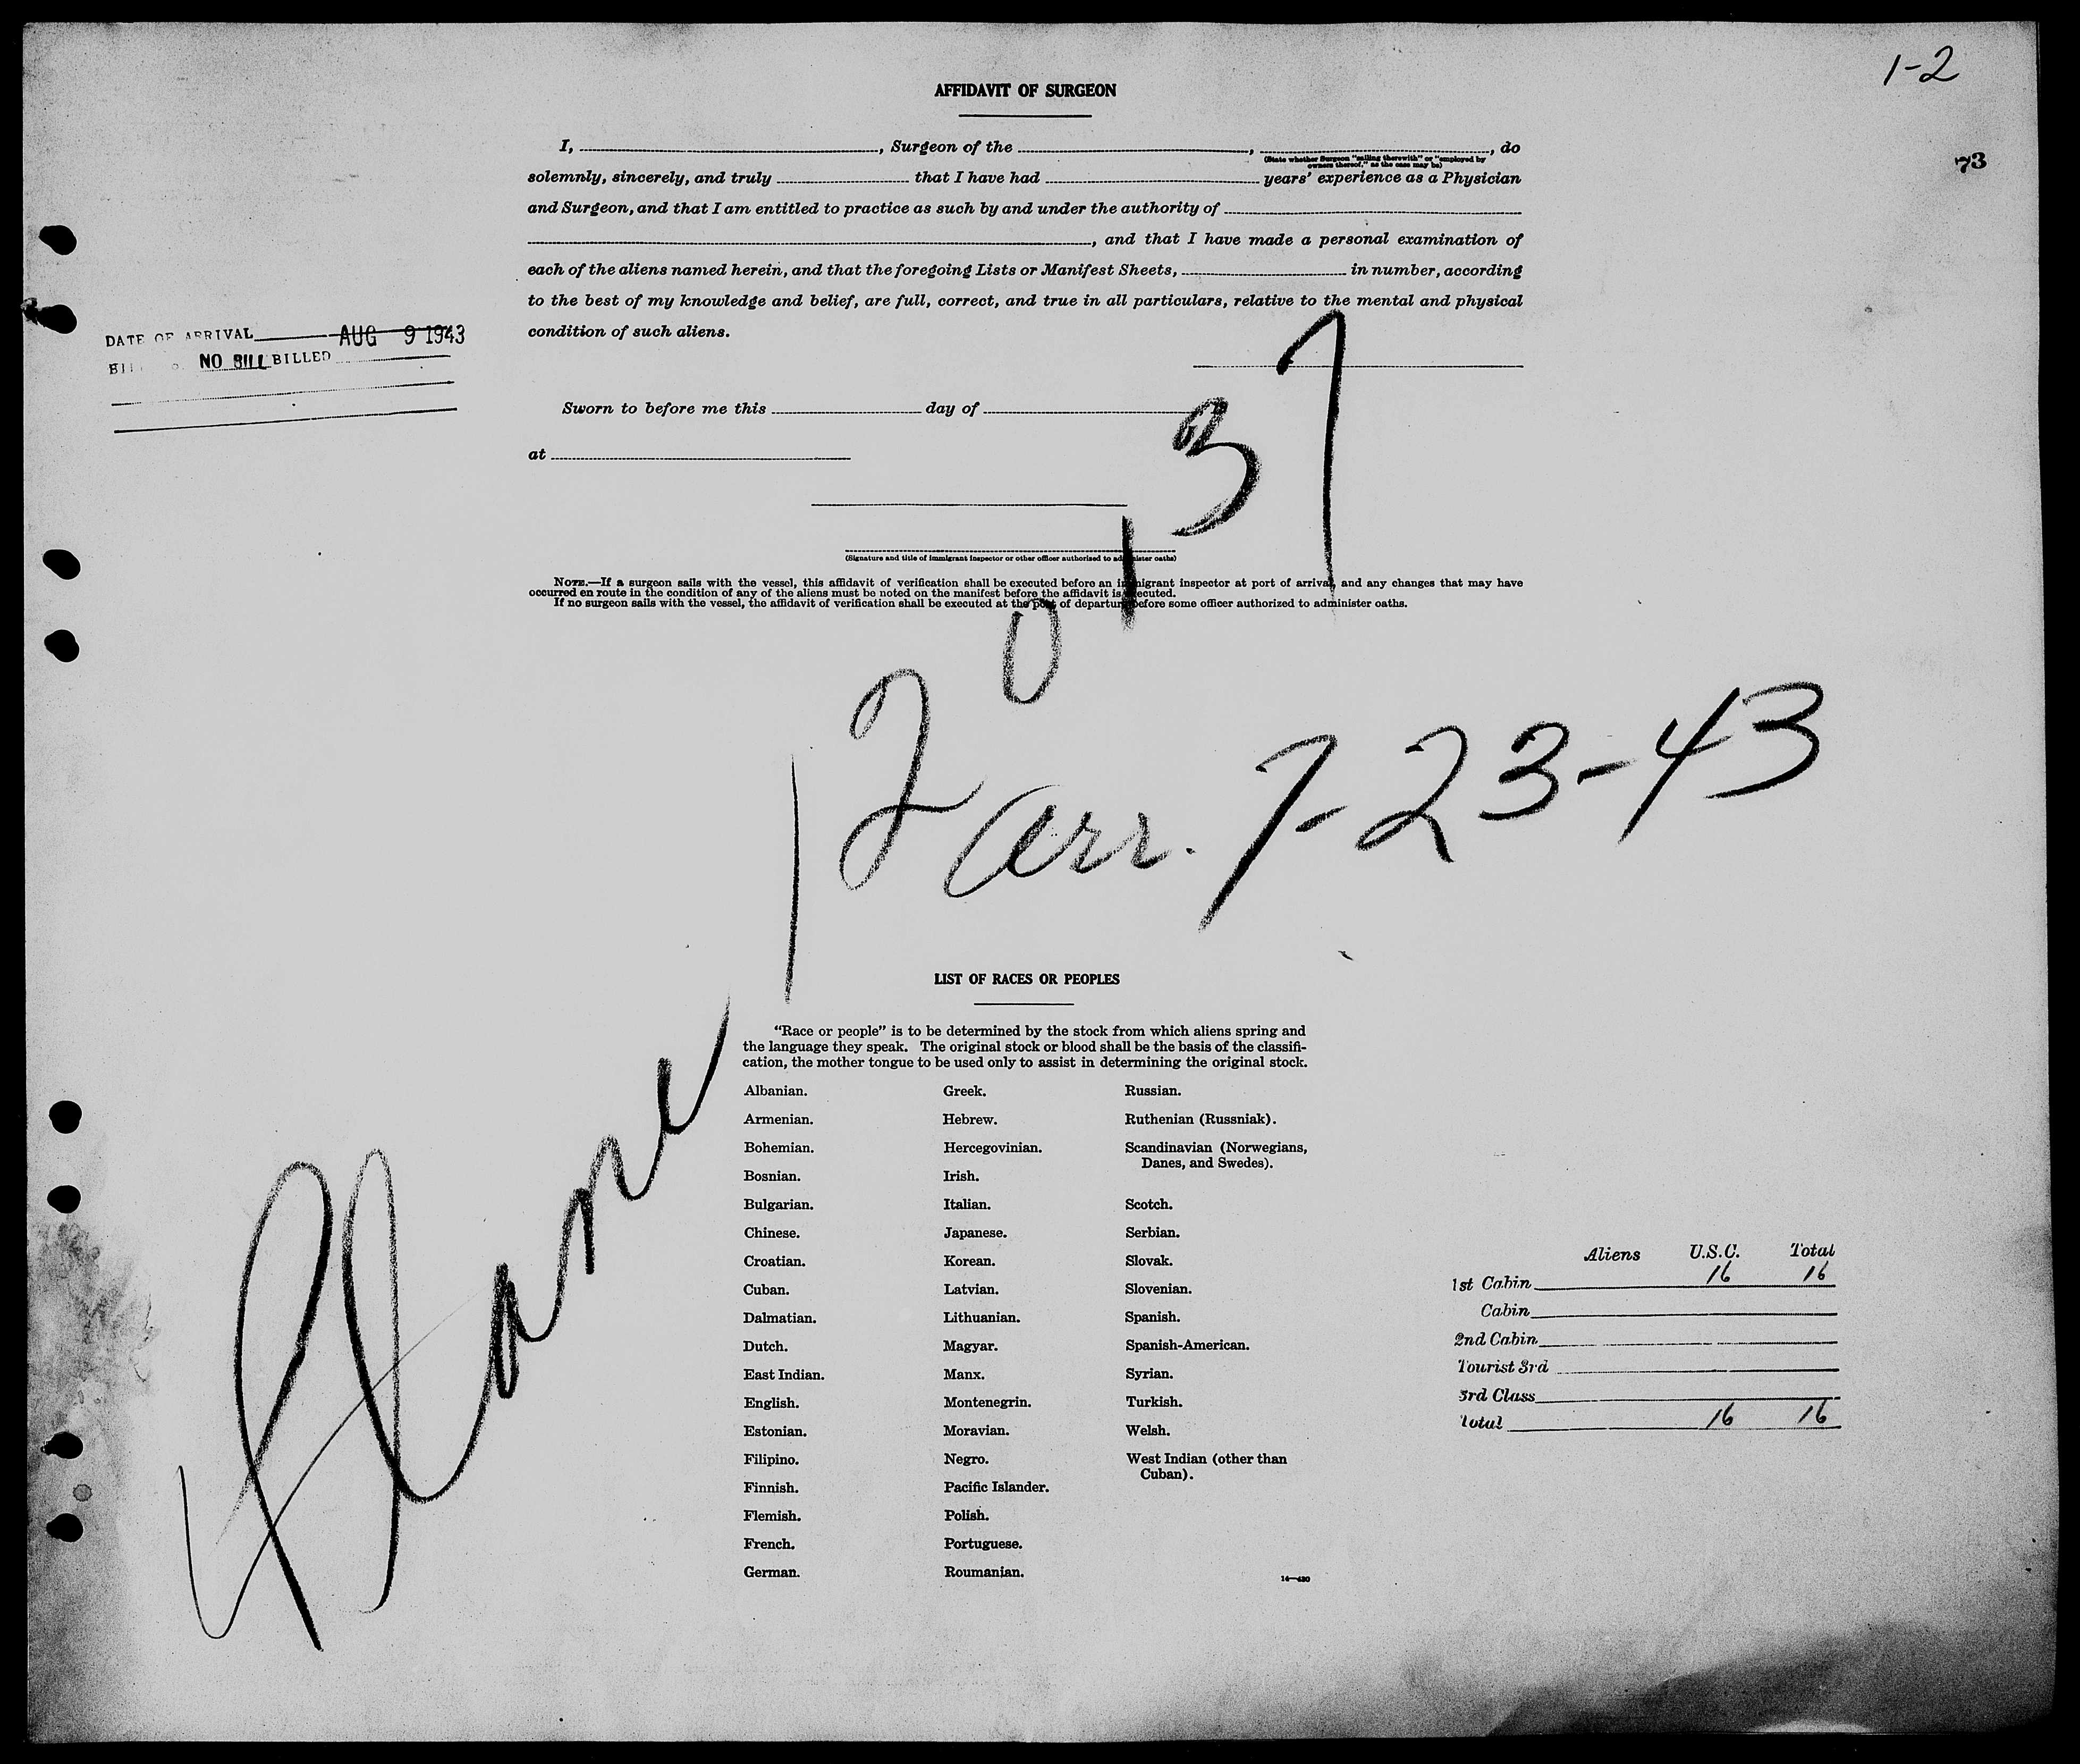 1-2
AFFIDAVIT OF SURGEON
73
I, , Surgeon of the , , do
(State whether Surgeon "sailing therewith" or "employed by
owners thereof," as the case may be)
solemnly, sincerely, and truly that I have had years' experience as a Physician
and Surgeon, and that I am entitled to practice as such by and under the authority of
, and that I have made a personal examination of
each of the aliens named herein, and that the foregoing Lists or Manifest Sheets, in number, according
to the best of my knowledge and belief, are full, correct, and true in all particulars, relative to the mental and physical
condition of such aliens.
DATE OF ARRIVAL AUG 9 1943
NO BILL BILLED
Sworn to before me this day of
at
(Signature and title of immigrant inspector or other officer authorized to administer oaths)
NOTE.—If a surgeon sails with the vessel, this affidavit of verification shall be executed before an immigrant inspector at port of arrival, and any changes that may have
occurred en route in the condition of any of the aliens must be noted on the manifest before the affidavit is executed.
If no surgeon sails with the vessel, the affidavit of verification shall be executed at the port of departure before some officer authorized to administer oaths.
Plane 120137
arr. 7-23-43
LIST OF RACES OR PEOPLES
"Race or people" is to be determined by the stock from which aliens spring and
the language they speak. The original stock or blood shall be the basis of the classifi-
cation, the mother tongue to be used only to assist in determining the original stock.
Albanian. Greek. Russian.
Armenian. Hebrew. Ruthenian (Russniak).
Bohemian. Hercegovinian. Scandinavian (Norwegians,
Danes, and Swedes).
Bosnian. Irish.
Bulgarian. Italian. Scotch.
Chinese. Japanese. Serbian.
Croatian. Korean. Slovak.
Cuban. Latvian. Slovenian.
Dalmatian. Lithuanian. Spanish.
Dutch. Magyar. Spanish-American.
East Indian. Manx. Syrian.
English. Montenegrin. Turkish.
Estonian. Moravian. Welsh.
Filipino. Negro. West Indian (other than
Cuban).
Finnish. Pacific Islander.
Flemish. Polish.
French. Portuguese.
German. Roumanian.
14—430
Aliens U.S.C. Total
1st Cabin 16 16
Cabin
2nd Cabin
Tourist 3rd
3rd Class
Total 16 16